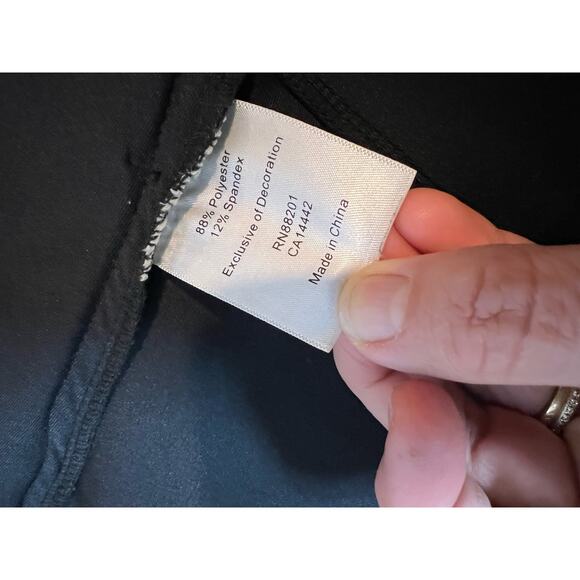 88% Polyester
12% Spandex
Exclusive of Decoration
RN88201
CA14442
Made in China